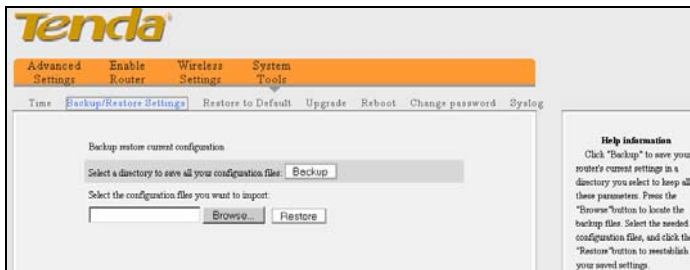 Tenda
Advanced Settings
Enable Router
Wireless Settings
System Tools
Time Backup/Restore Settings Restore to Default Upgrade Reboot Change password Syslog
Backup restore current configuration
Select a directory to save all your configuration files: Backup
Select the configuration files you want to import:
Browse... Restore
Help information
Click "Backup" to save your
router's current settings in a
directory you select to keep all
these parameters. Press the
"Browse"button to locate the
backup files. Select the needed
configuration files, and click the
"Restore"button to reestablish
your saved settings.